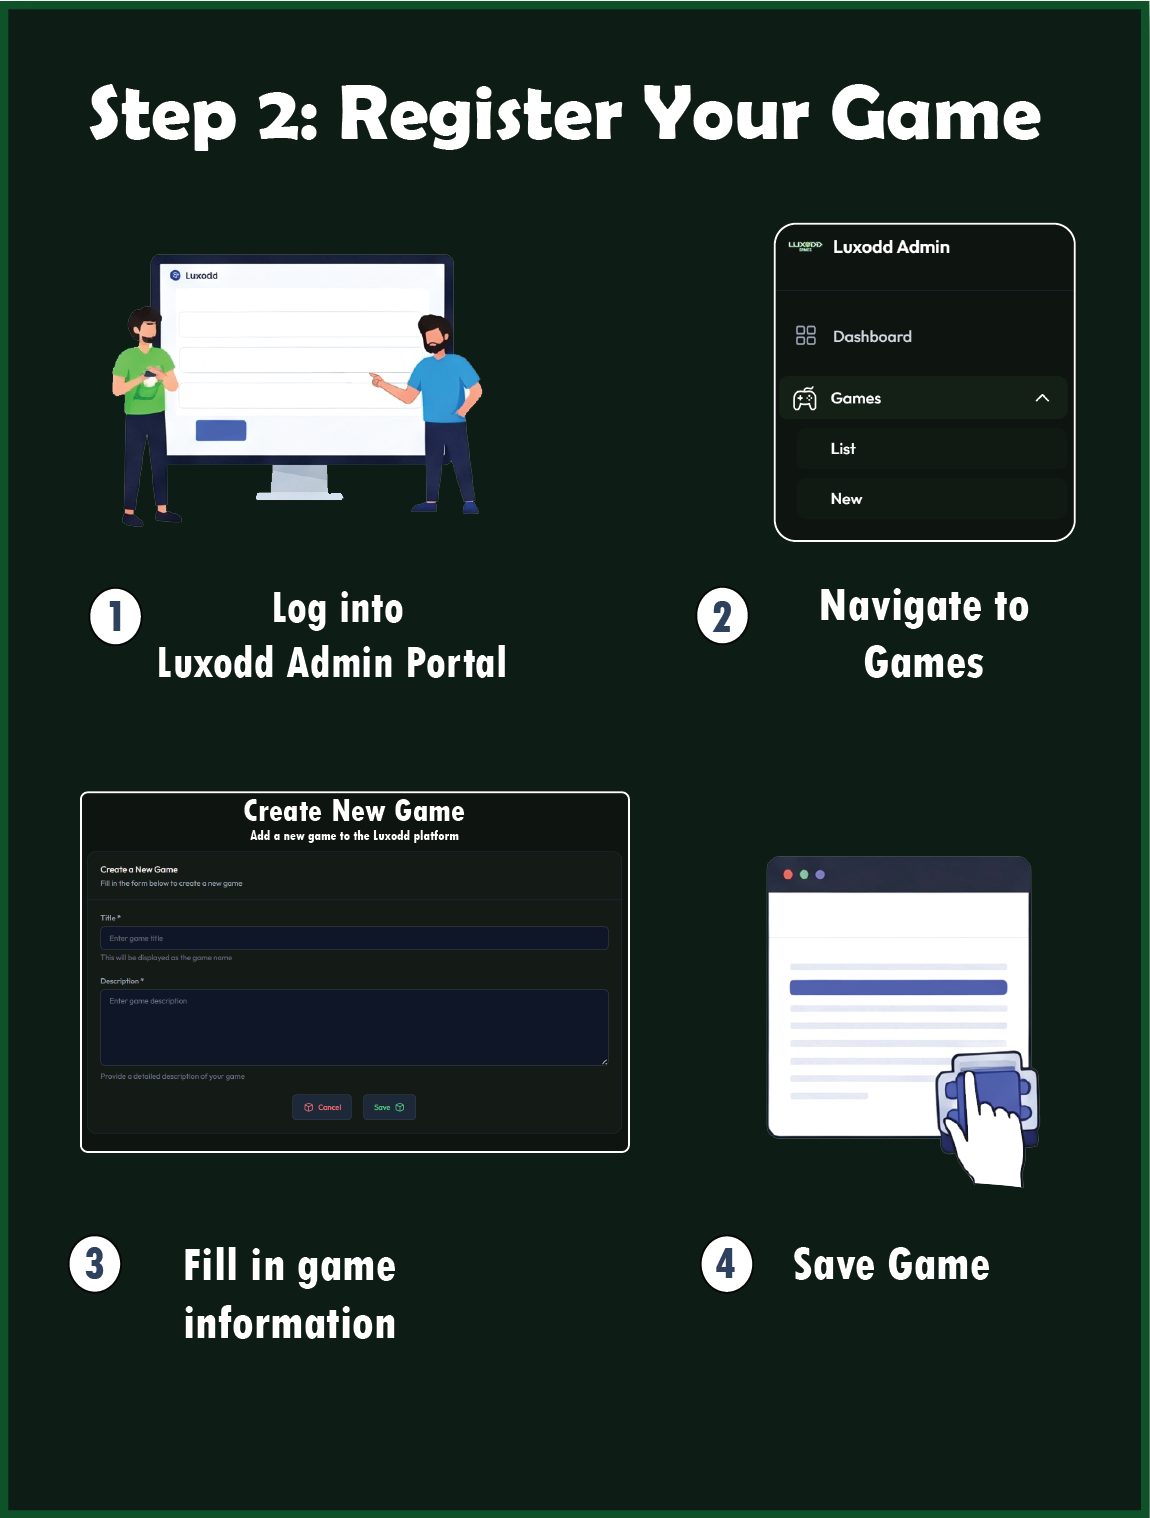 Step 2: Register Your Game
Luxodd
LUXODD
GAMES
Luxodd Admin
Dashboard
Games
List
New
1
Log into
Luxodd Admin Portal
2
Navigate to
Games
Create New Game
Add a new game to the Luxodd platform
Create a New Game
Fill in the form below to create a new game
Title *
Enter game title
This will be displayed as the game name
Description *
Enter game description
Provide a detailed description of your game
Cancel
Save
3
Fill in game
information
4
Save Game